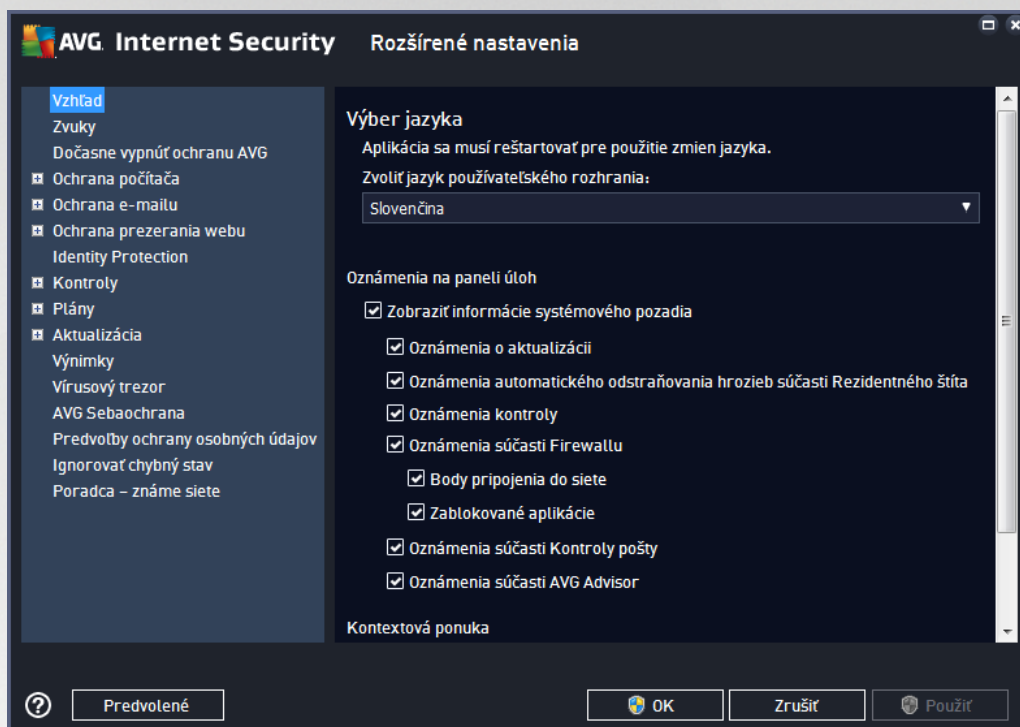 AVG. Internet Security
Rozšírené nastavenia
Vzhľad
Zvuky
Dočasne vypnúť ochranu AVG
Ochrana počítača
Ochrana e-mailu
Ochrana prezerania webu
Identity Protection
Kontroly
Plány
Aktualizácia
Výnimky
Vírusový trezor
AVG Sebaochrana
Predvoľby ochrany osobných údajov
Ignorovať chybný stav
Poradca – známe siete
Výber jazyka
Aplikácia sa musí reštartovať pre použitie zmien jazyka.
Zvoliť jazyk používateľského rozhrania:
Slovenčina
Oznámenia na paneli úloh
Zobraziť informácie systémového pozadia
Oznámenia o aktualizácii
Oznámenia automatického odstraňovania hrozieb súčasti Rezidentného štíta
Oznámenia kontroly
Oznámenia súčasti Firewallu
Body pripojenia do siete
Zablokované aplikácie
Oznámenia súčasti Kontroly pošty
Oznámenia súčasti AVG Advisor
Kontextová ponuka
Predvolené
OK
Zrušiť
Použiť